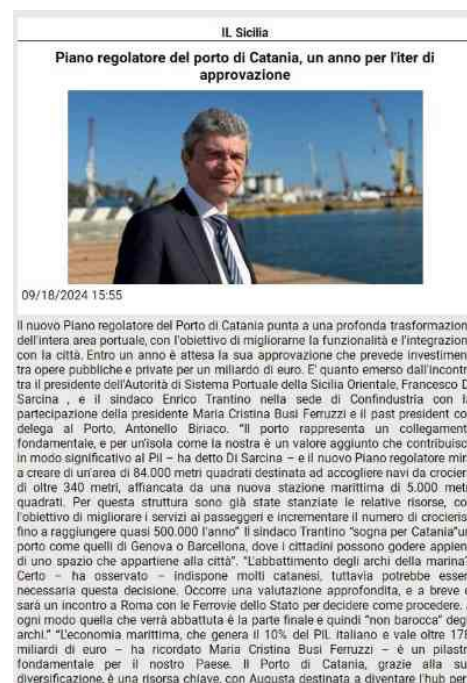 IL Sicilia
Piano regolatore del porto di Catania, un anno per l'iter di
approvazione
09/18/2024 15:55
Il nuovo Piano regolatore del Porto di Catania punta a una profonda trasformazion
dell'intera area portuale, con l'obiettivo di migliorarne la funzionalità e l'integrazion
con la città. Entro un anno è attesa la sua approvazione che prevede investimen
tra opere pubbliche e private per un miliardo di euro. E' quanto emerso dall'incontr
tra il presidente dell'Autorità di Sistema Portuale della Sicilia Orientale, Francesco D
Sarcina , e il sindaco Enrico Trantino nella sede di Confindustria con l
partecipazione della presidente Maria Cristina Busi Ferruzzi e il past president co
delega al Porto, Antonello Biriaco. "Il porto rappresenta un collegament
fondamentale, e per un'isola come la nostra è un valore aggiunto che contribuisc
in modo significativo al Pil – ha detto Di Sarcina – e il nuovo Piano regolatore mir
a creare di un'area di 84.000 metri quadrati destinata ad accogliere navi da crocier
di oltre 340 metri, affiancata da una nuova stazione marittima di 5.000 metr
quadrati. Per questa struttura sono già state stanziate le relative risorse, co
l'obiettivo di migliorare i servizi ai passeggeri e incrementare il numero di crocieris
fino a raggiungere quasi 500.000 l'anno" Il sindaco Trantino "sogna per Catania"un
porto come quelli di Genova o Barcellona, dove i cittadini possono godere appien
di uno spazio che appartiene alla città". "L'abbattimento degli archi della marina?
Certo – ha osservato – indispone molti catanesi, tuttavia potrebbe esser
necessaria questa decisione. Occorre una valutazione approfondita, e a breve c
sarà un incontro a Roma con le Ferrovie dello Stato per decidere come procedere.
ogni modo quella che verrà abbattuta è la parte finale e quindi "non barocca" degl
archi." "L'economia marittima, che genera il 10% del PIL italiano e vale oltre 178
miliardi di euro – ha ricordato Maria Cristina Busi Ferruzzi – è un pilastr
fondamentale per il nostro Paese. Il Porto di Catania, grazie alla su
diversificazione, è una risorsa chiave, con Augusta destinata a diventare l'hub per